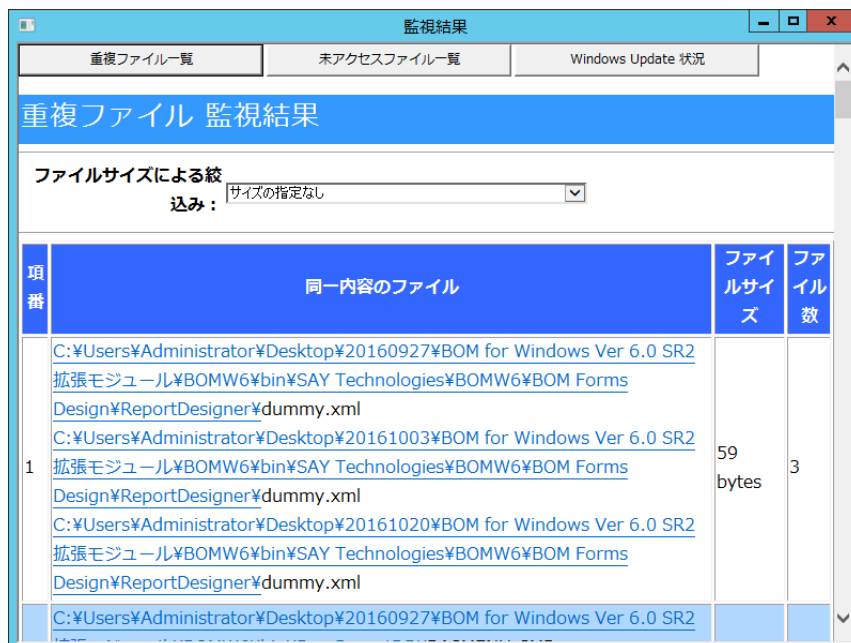 監視結果
重複ファイル一覧
未アクセスファイル一覧
Windows Update 状況
重複ファイル 監視結果
ファイルサイズによる絞
込み：
サイズの指定なし
項
番
同一内容のファイル
ファイ
ルサイ
ズ
ファ
イル
数
1
C:¥Users¥Administrator¥Desktop¥20160927¥BOM for Windows Ver 6.0 SR2
拡張モジュール¥BOMW6¥bin¥SAY Technologies¥BOMW6¥BOM Forms
Design¥ReportDesigner¥dummy.xml
C:¥Users¥Administrator¥Desktop¥20161003¥BOM for Windows Ver 6.0 SR2
拡張モジュール¥BOMW6¥bin¥SAY Technologies¥BOMW6¥BOM Forms
Design¥ReportDesigner¥dummy.xml
C:¥Users¥Administrator¥Desktop¥20161020¥BOM for Windows Ver 6.0 SR2
拡張モジュール¥BOMW6¥bin¥SAY Technologies¥BOMW6¥BOM Forms
Design¥ReportDesigner¥dummy.xml
59
bytes
3
C:¥Users¥Administrator¥Desktop¥20160927¥BOM for Windows Ver 6.0 SR2